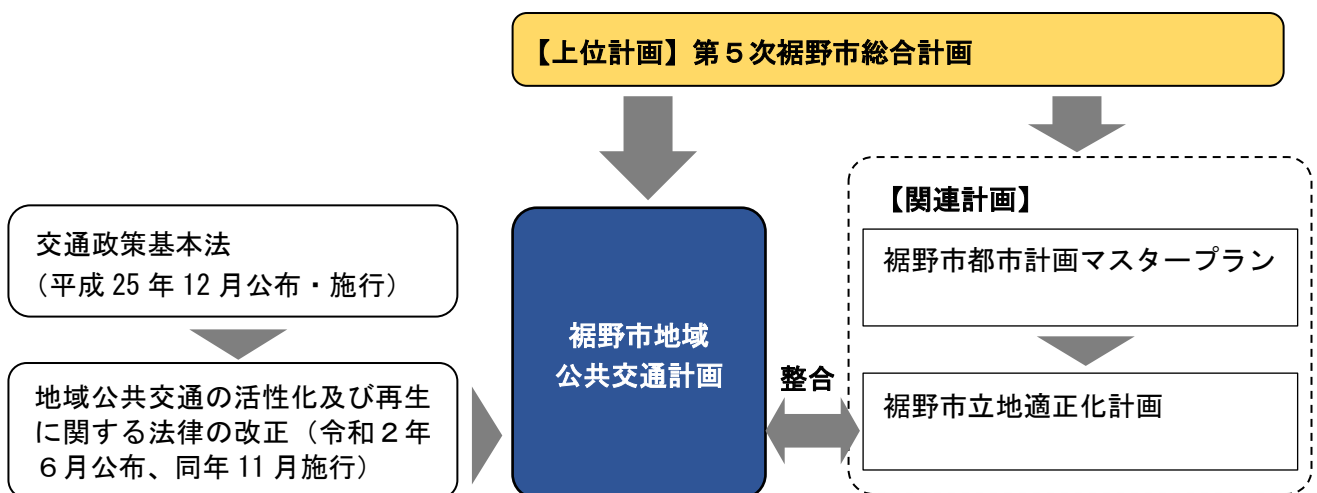 【上位計画】第５次裾野市総合計画
交通政策基本法
（平成 25 年 12 月公布・施行）
地域公共交通の活性化及び再生
に関する法律の改正（令和２年
６月公布、同年 11 月施行）
裾野市地域
公共交通計画
整合
【関連計画】
裾野市都市計画マスタープラン
裾野市立地適正化計画